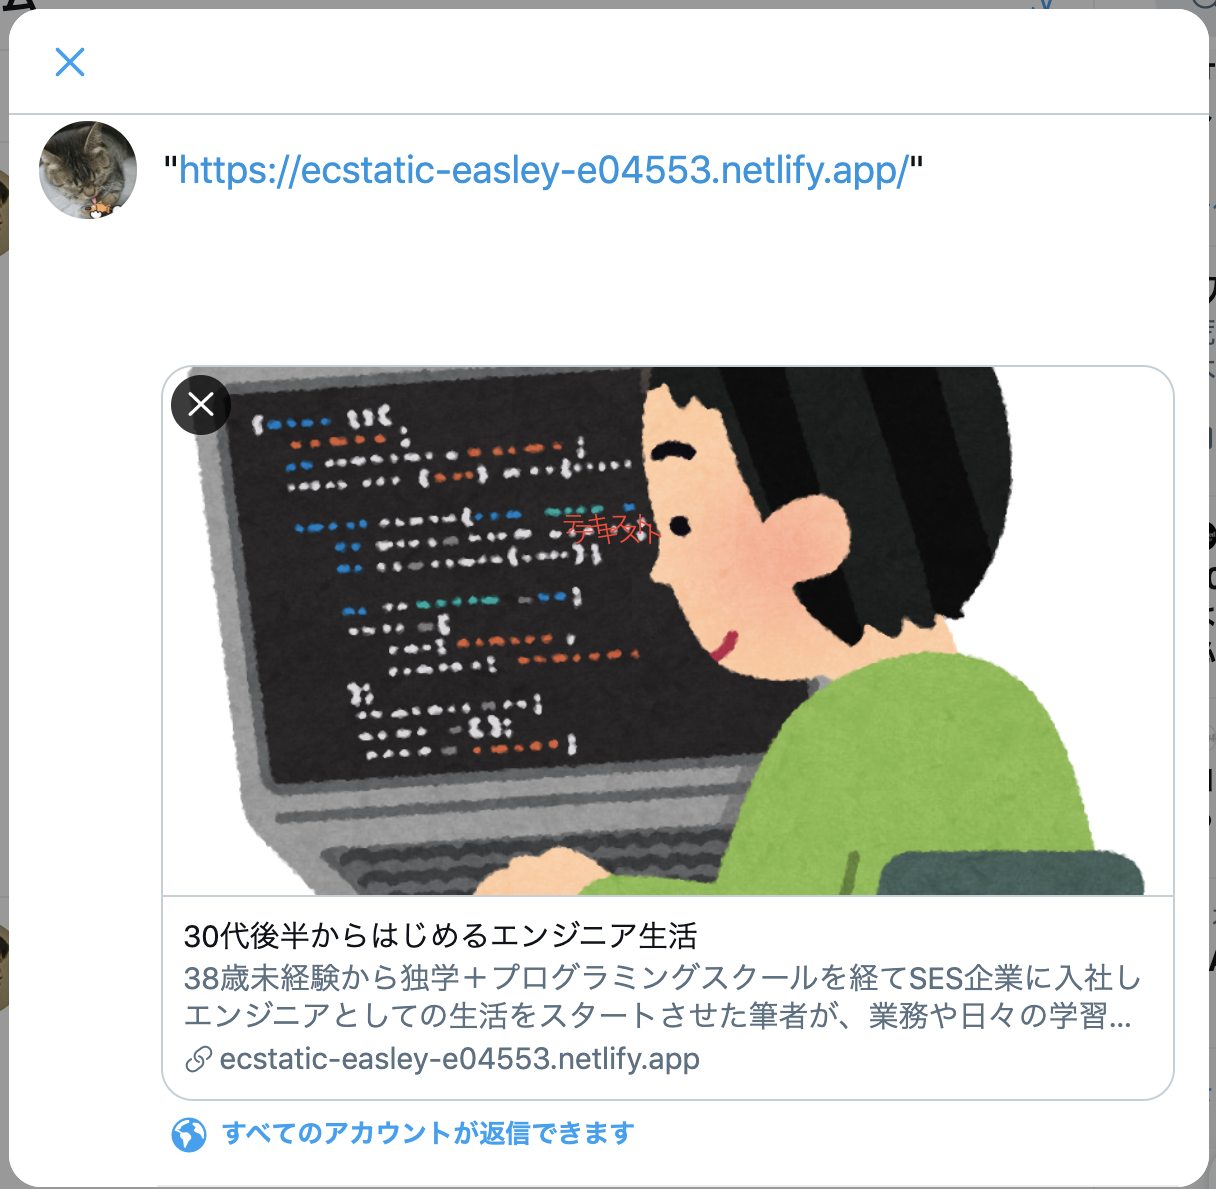 "https://ecstatic-easley-e04553.netlify.app/"
テキスト
テキスト
30代後半からはじめるエンジニア生活
38歳未経験から独学＋プログラミングスクールを経てSES企業に入社し
エンジニアとしての生活をスタートさせた筆者が、業務や日々の学習...
ecstatic-easley-e04553.netlify.app
すべてのアカウントが返信できます